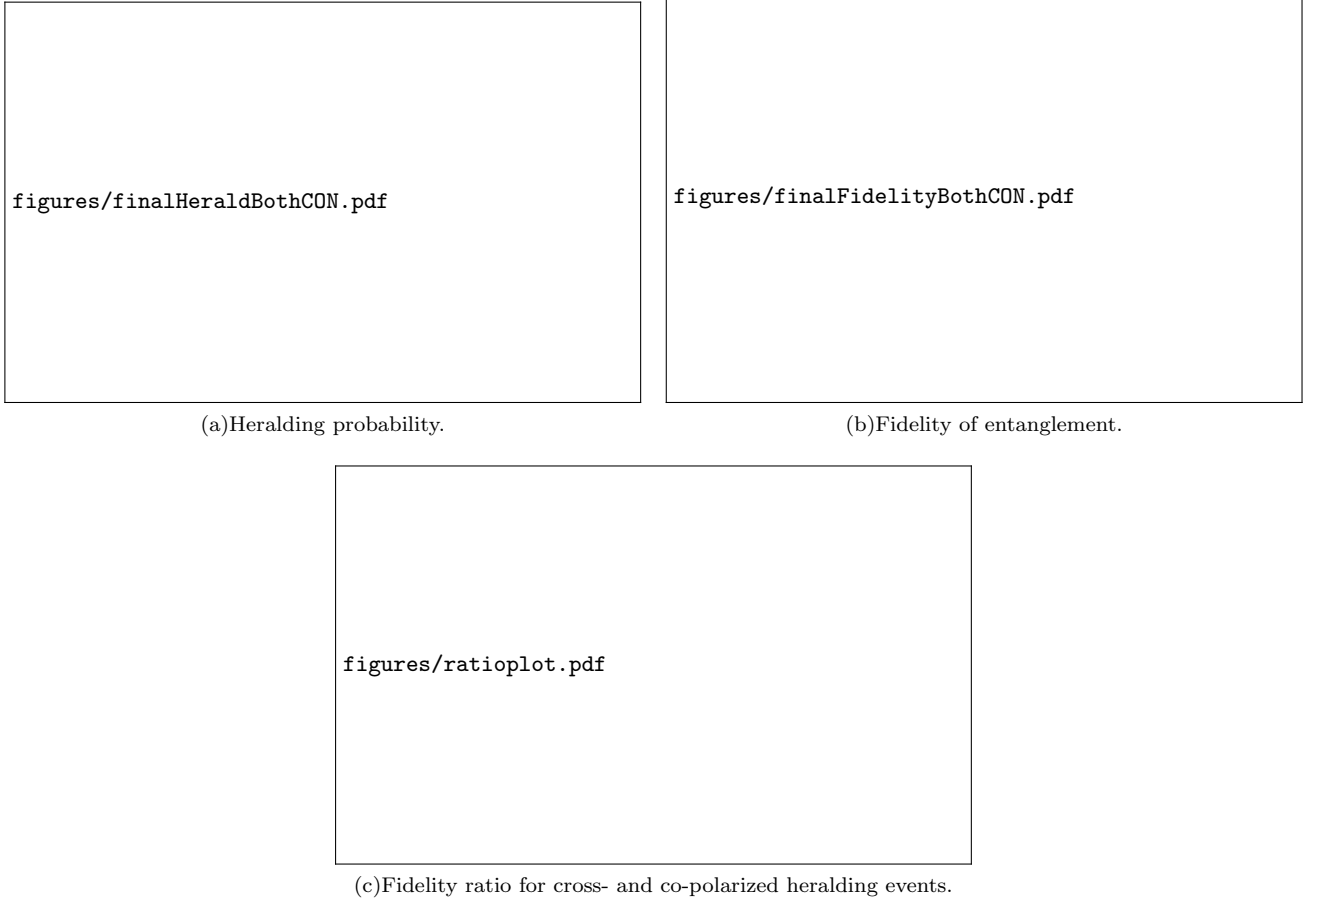 figures/finalHeraldBothCON.pdf
figures/finalFidelityBothCON.pdf
(a)Heralding probability.
(b)Fidelity of entanglement.
figures/ratioplot.pdf
(c)Fidelity ratio for cross- and co-polarized heralding events.